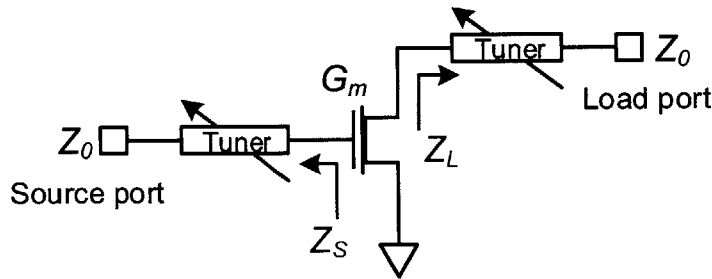 Tuner
Z0
Gm
Load port
Z0
Tuner
ZL
Source port
ZS